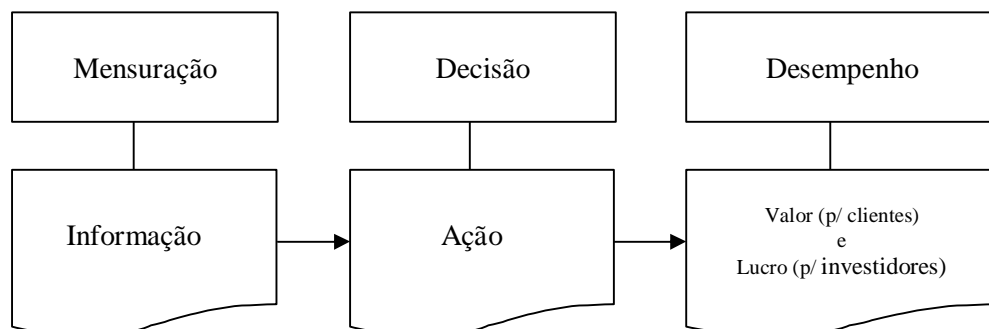 Mensuração
Decisão
Desempenho
Informação
Ação
Valor (p/ clientes)
e
Lucro (p/ investidores)